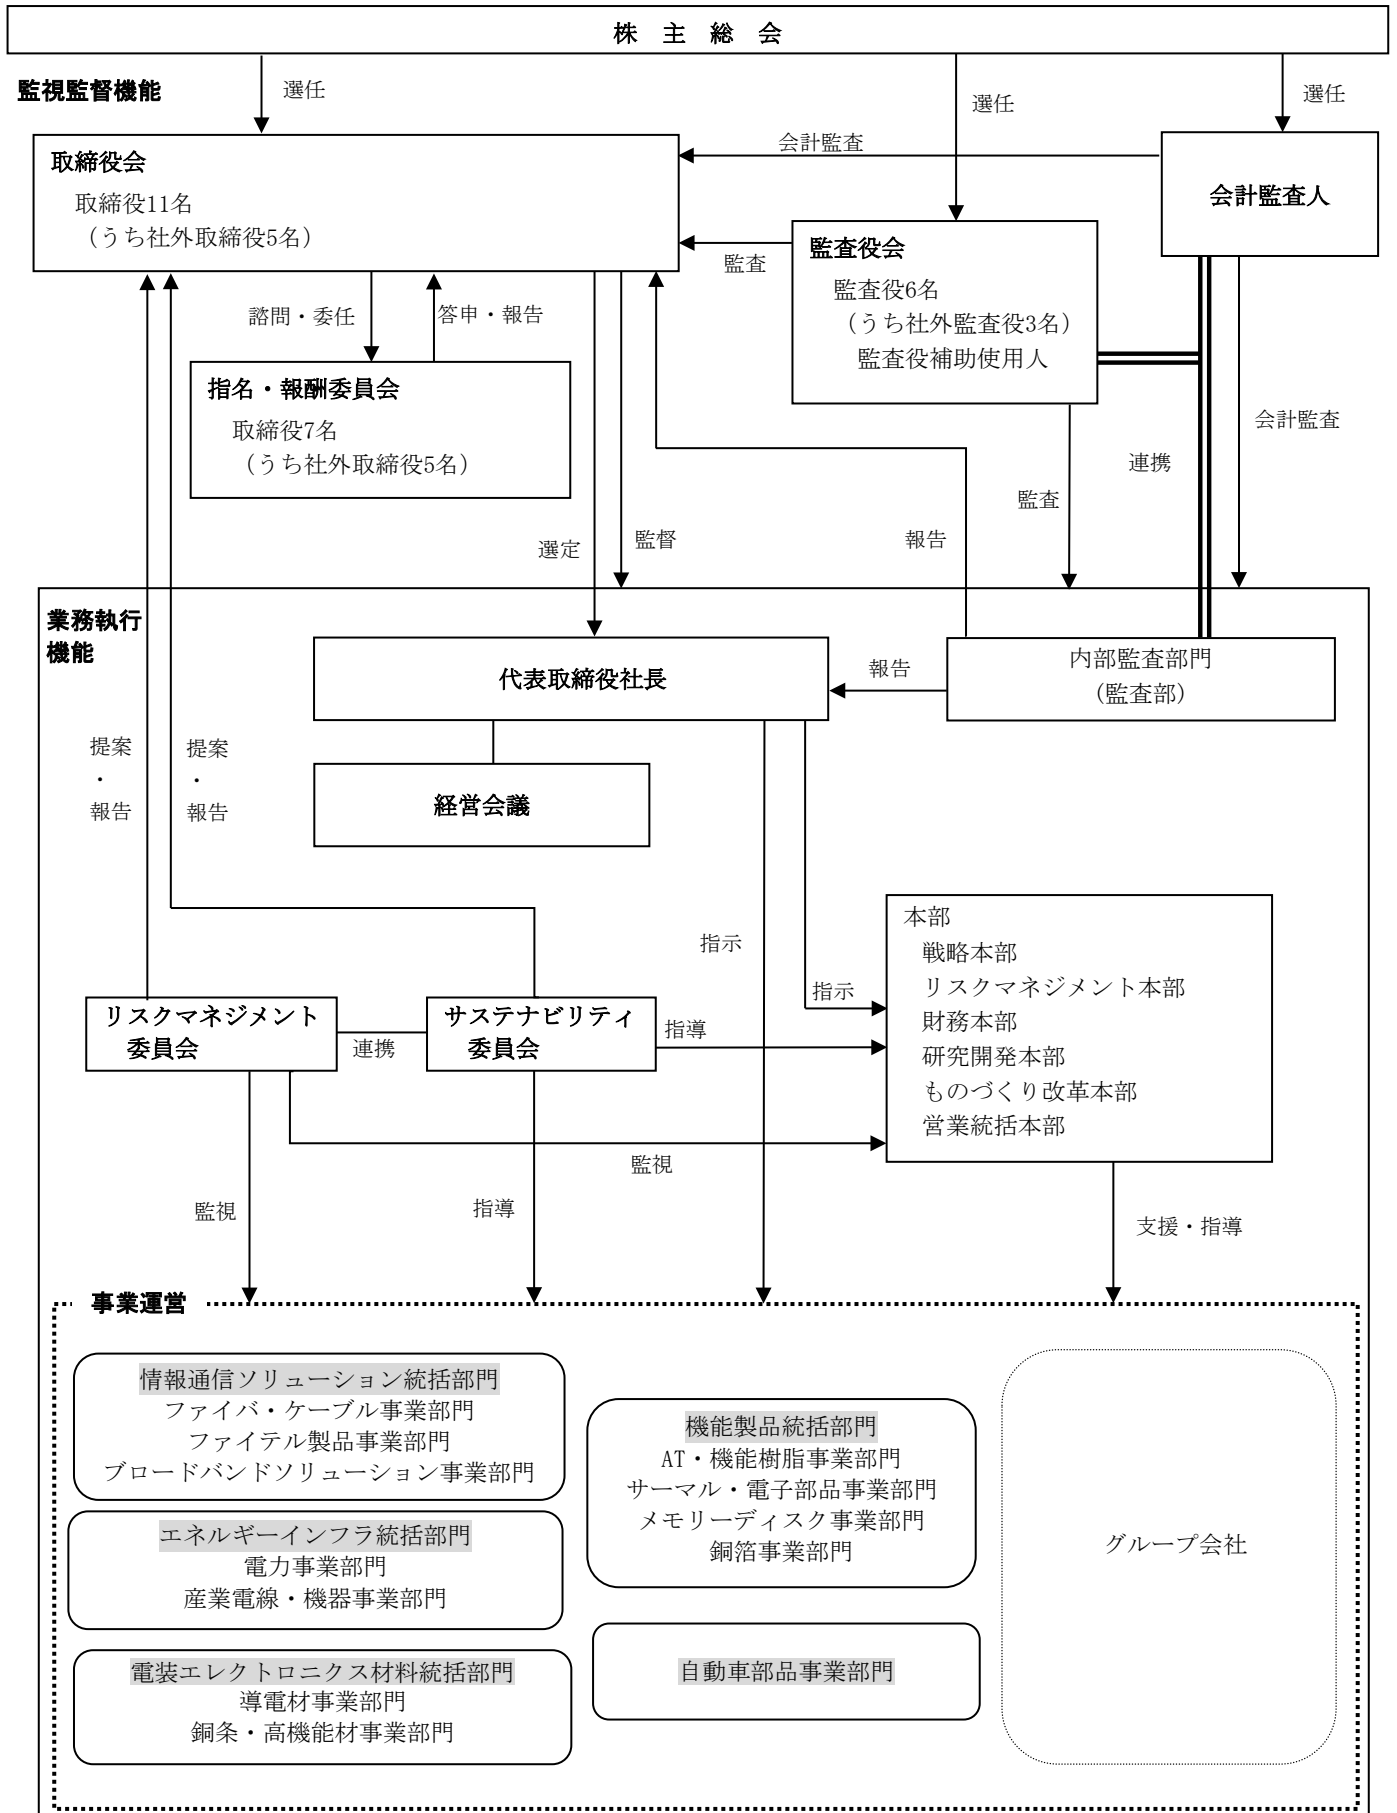 株 主 総 会
監視監督機能
選任
選任
選任
会計監査
取締役会
取締役11名
（うち社外取締役5名）
会計監査人
監査
監査役会
監査役6名
（うち社外監査役3名）
監査役補助使用人
諮問・委任
答申・報告
指名・報酬委員会
取締役7名
（うち社外取締役5名）
会計監査
連携
監査
報告
選定
監督
業務執行
機能
代表取締役社長
報告
内部監査部門
（監査部）
提案
・
報告
提案
・
報告
経営会議
指示
本部
戦略本部
リスクマネジメント本部
財務本部
研究開発本部
ものづくり改革本部
営業統括本部
指示
リスクマネジメント
委員会
連携
サステナビリティ
委員会
指導
監視
監視
指導
支援・指導
事業運営
情報通信ソリューション統括部門
ファイバ・ケーブル事業部門
ファイテル製品事業部門
ブロードバンドソリューション事業部門
エネルギーインフラ統括部門
電力事業部門
産業電線・機器事業部門
電装エレクトロニクス材料統括部門
導電材事業部門
銅条・高機能材事業部門
機能製品統括部門
AT・機能樹脂事業部門
サーマル・電子部品事業部門
メモリーディスク事業部門
銅箔事業部門
自動車部品事業部門
グループ会社